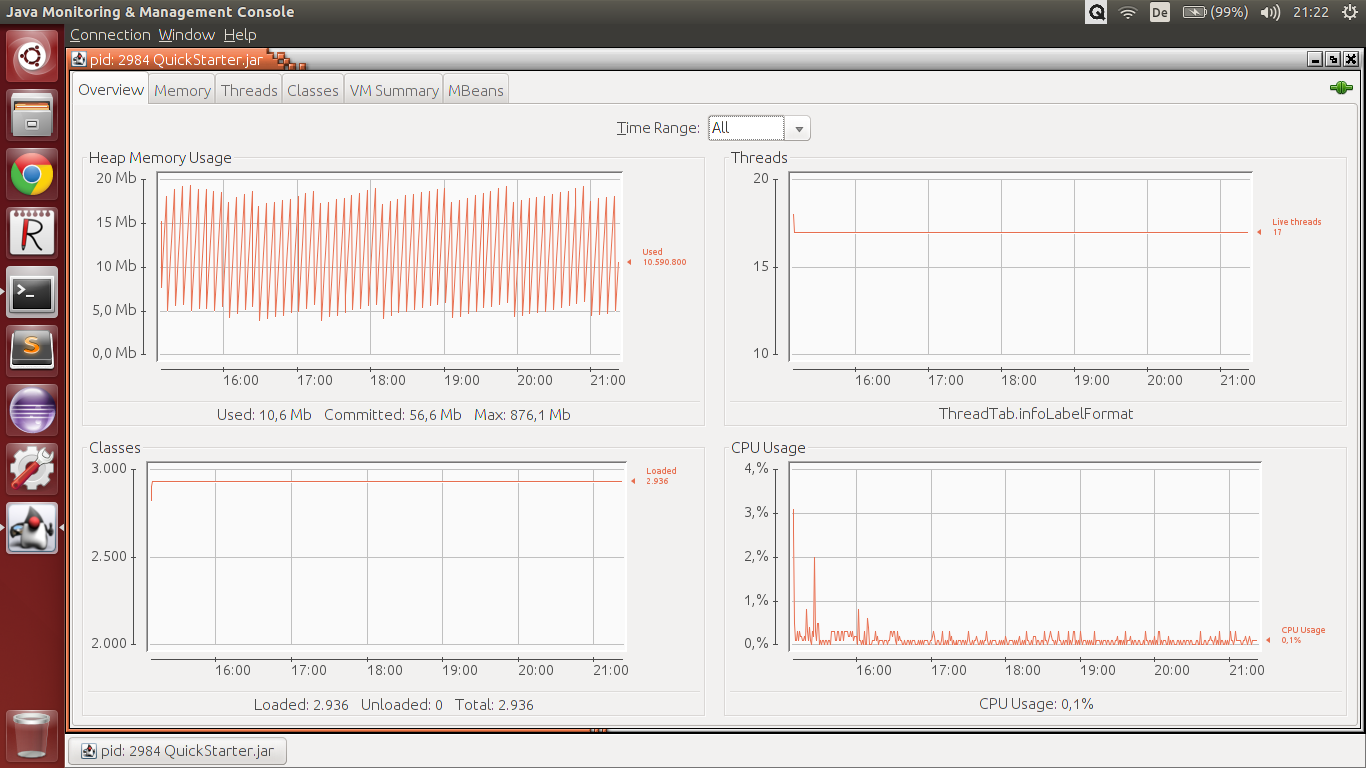 Java Monitoring & Management Console
De
(99%)
21:22
Connection Window Help
pid: 2984 QuickStarter.jar
Overview Memory Threads Classes VM Summary MBeans
Time Range: All
Heap Memory Usage
20 Mb
15 Mb
10 Mb
5,0 Mb
0,0 Mb
16:00 17:00 18:00 19:00 20:00 21:00
Used
10.590.800
Used: 10,6 Mb Committed: 56,6 Mb Max: 876,1 Mb
Threads
20
15
10
16:00 17:00 18:00 19:00 20:00 21:00
Live threads
17
ThreadTab.infoLabelFormat
Classes
3.000
2.500
2.000
16:00 17:00 18:00 19:00 20:00 21:00
Loaded
2.936
Loaded: 2.936 Unloaded: 0 Total: 2.936
CPU Usage
4,%
3,%
2,%
1,%
0,%
16:00 17:00 18:00 19:00 20:00 21:00
CPU Usage
0,1%
CPU Usage: 0,1%
pid: 2984 QuickStarter.jar